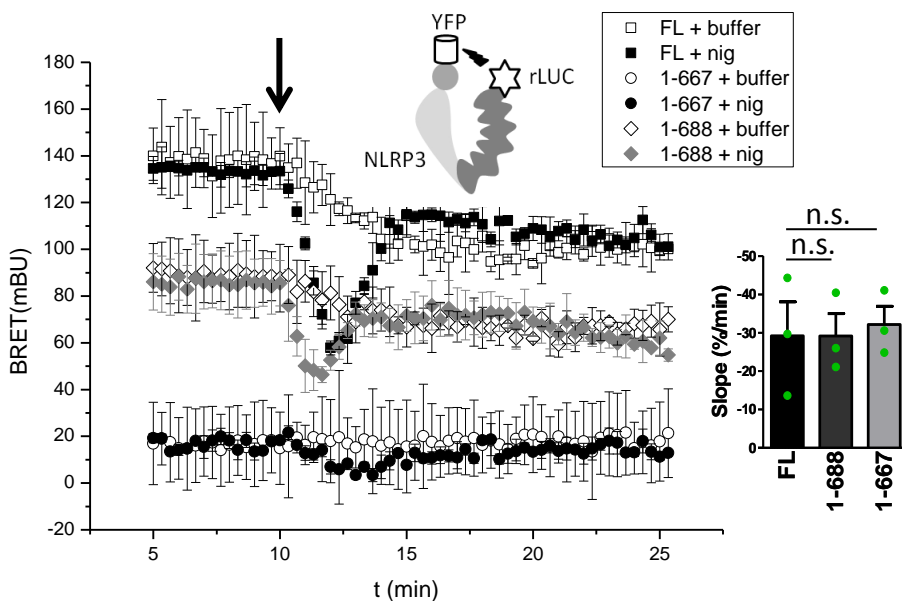 YFP
rLUC
NLRP3
FL + buffer
FL + nig
1-667 + buffer
1-667 + nig
1-688 + buffer
1-688 + nig
BRET(mBU)
180
160
140
120
100
80
60
40
20
0
-20
5
10
15
20
25
t (min)
n.s.
n.s.
Slope (%/min)
-50
-40
-30
-20
-10
0
FL
1-688
1-667